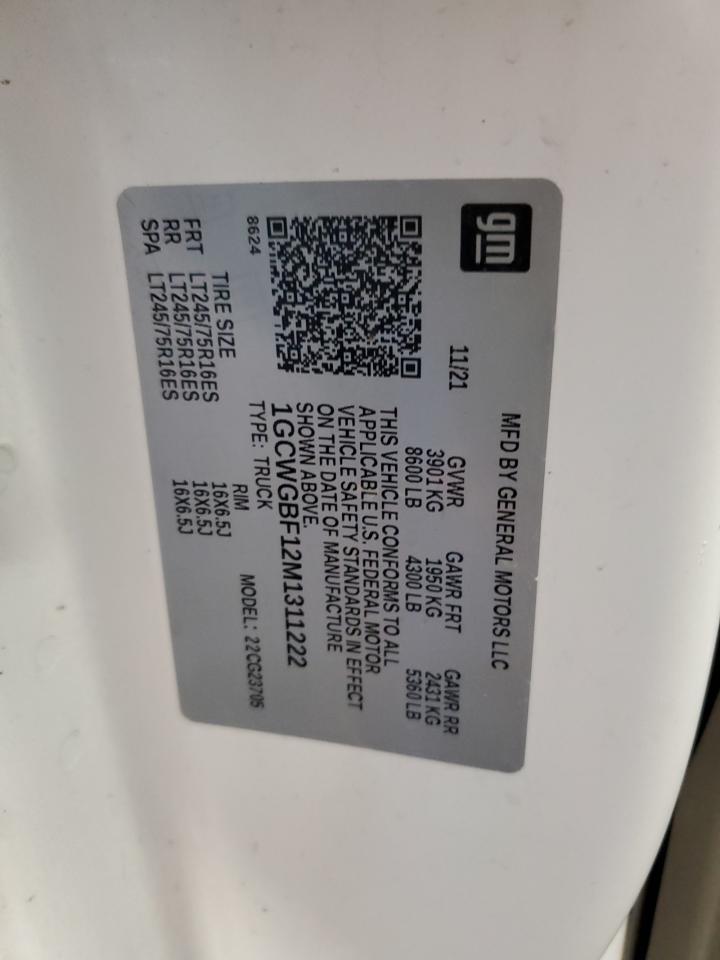 gm
MFD BY GENERAL MOTORS LLC
11/21
GVWR GAWR FRT GAWR RR
3901 KG 1950 KG 2431 KG
8600 LB 4300 LB 5360 LB
THIS VEHICLE CONFORMS TO ALL
APPLICABLE U.S. FEDERAL MOTOR
VEHICLE SAFETY STANDARDS IN EFFECT
ON THE DATE OF MANUFACTURE
SHOWN ABOVE.
1GCWGBF12M1311222
8624
TYPE: TRUCK MODEL: 22CG23705
TIRE SIZE RIM
FRT LT245/75R16ES 16X6.5J
RR LT245/75R16ES 16X6.5J
SPA LT245/75R16ES 16X6.5J